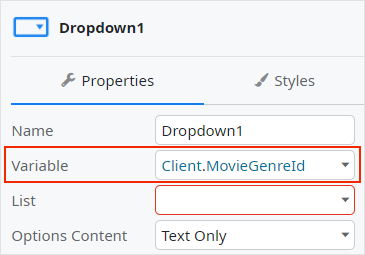 Dropdown1
Properties Styles
Name Dropdown1
Variable Client.MovieGenreId
List
Options Content Text Only